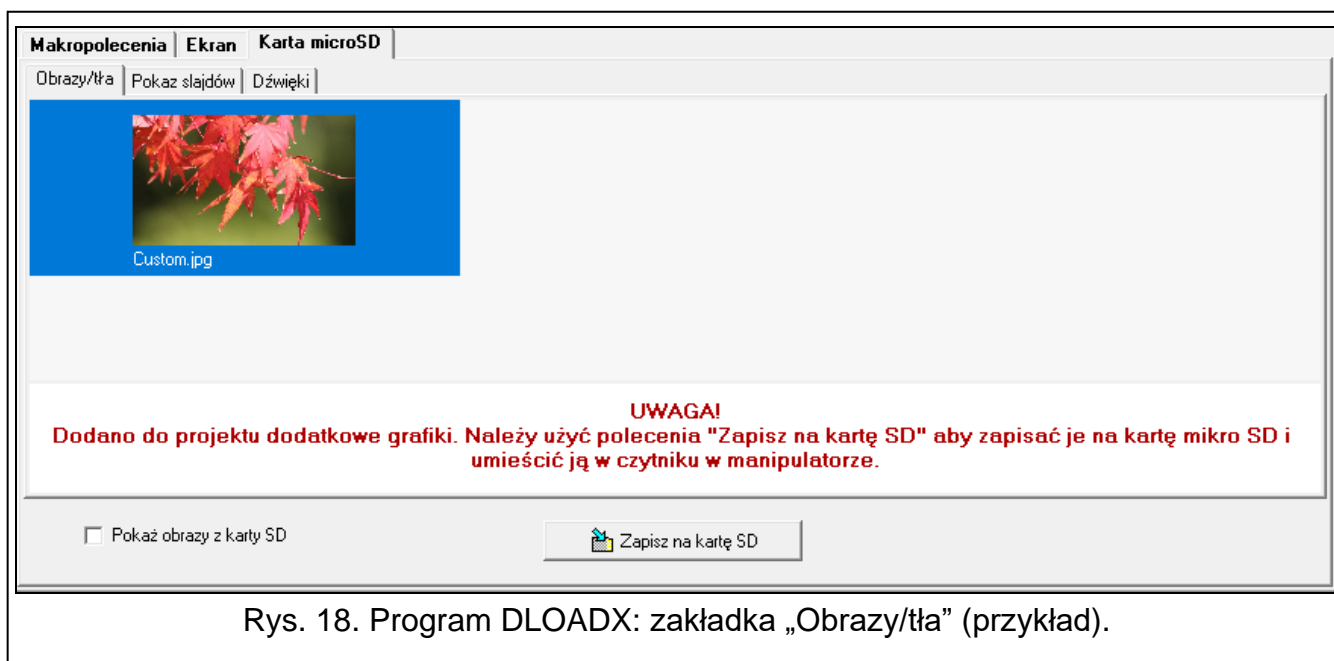 Makropolecenia Ekran Karta microSD
Obrazy/tła Pokaz slajdów Dźwięki
Custom.jpg
UWAGA!
Dodano do projektu dodatkowe grafiki. Należy użyć polecenia "Zapisz na kartę SD" aby zapisać je na kartę mikro SD i
umieścić ją w czytniku w manipulatorze.
Pokaż obrazy z karty SD Zapisz na kartę SD
Rys. 18. Program DLOADX: zakładka „Obrazy/tła” (przykład).